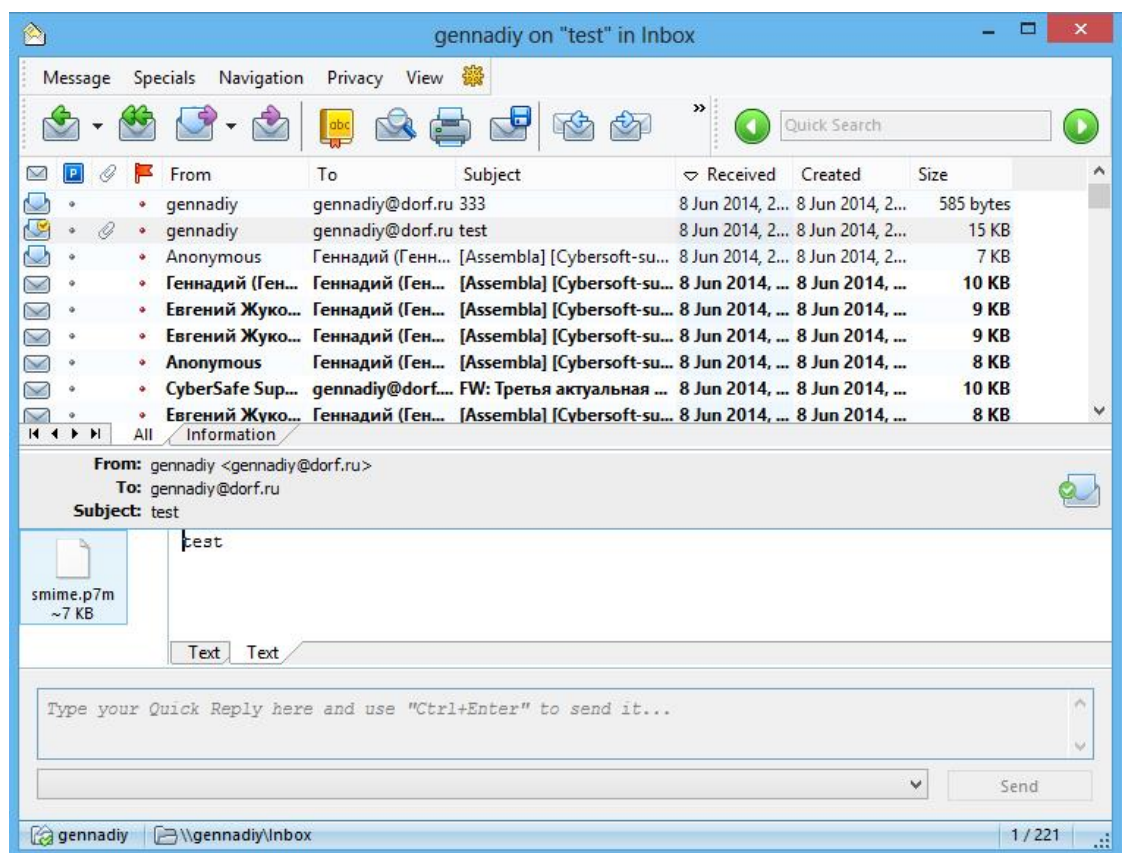 gennadiy on "test" in Inbox
Message Specials Navigation Privacy View
abc » Quick Search
P From To Subject Received Created Size
gennadiy gennadiy@dorf.ru 333 8 Jun 2014, 2... 8 Jun 2014, 2... 585 bytes
gennadiy gennadiy@dorf.ru test 8 Jun 2014, 2... 8 Jun 2014, 2... 15 KB
Anonymous Геннадий (Генн... [Assembla] [Cybersoft-su... 8 Jun 2014, 2... 8 Jun 2014, 2... 7 KB
Геннадий (Ген... Геннадий (Ген... [Assembla] [Cybersoft-su... 8 Jun 2014, ... 8 Jun 2014, ... 10 KB
Евгений Жуко... Геннадий (Ген... [Assembla] [Cybersoft-su... 8 Jun 2014, ... 8 Jun 2014, ... 9 KB
Евгений Жуко... Геннадий (Ген... [Assembla] [Cybersoft-su... 8 Jun 2014, ... 8 Jun 2014, ... 9 KB
Anonymous Геннадий (Ген... [Assembla] [Cybersoft-su... 8 Jun 2014, ... 8 Jun 2014, ... 8 KB
CyberSafe Sup... gennadiy@dorf.... FW: Третья актуальная ... 8 Jun 2014, ... 8 Jun 2014, ... 10 KB
Евгений Жуко... Геннадий (Ген... [Assembla] [Cybersoft-su... 8 Jun 2014, ... 8 Jun 2014, ... 8 KB
All Information
From: gennadiy <gennadiy@dorf.ru>
To: gennadiy@dorf.ru
Subject: test
test
smime.p7m
~7 KB
Text Text
Type your Quick Reply here and use "Ctrl+Enter" to send it...
Send
gennadiy \\gennadiy\Inbox 1 / 221